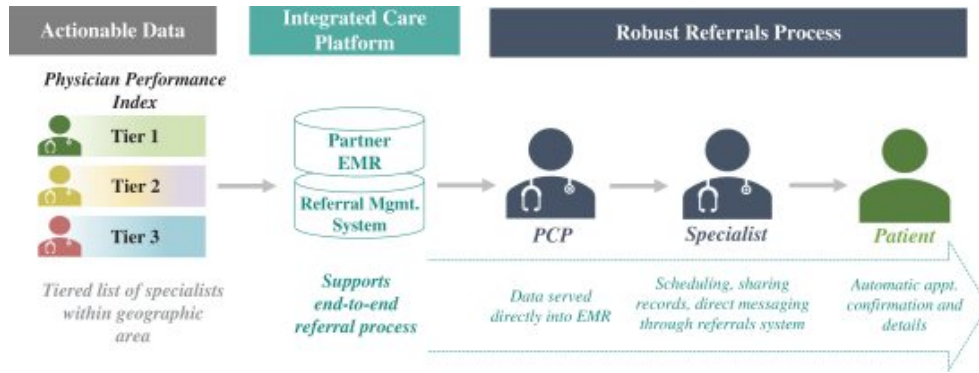 Actionable Data
Physician Performance
Index
Tier 1
Tier 2
Tier 3
Tiered list of specialists
within geographic
area
Integrated Care
Platform
Partner
EMR
Referral Mgmt.
System
Supports
end-to-end
referral process
Robust Referrals Process
PCP
Specialist
Patient
Data served
directly into EMR
Scheduling, sharing
records, direct messaging
through referrals system
Automatic appt.
confirmation and
details